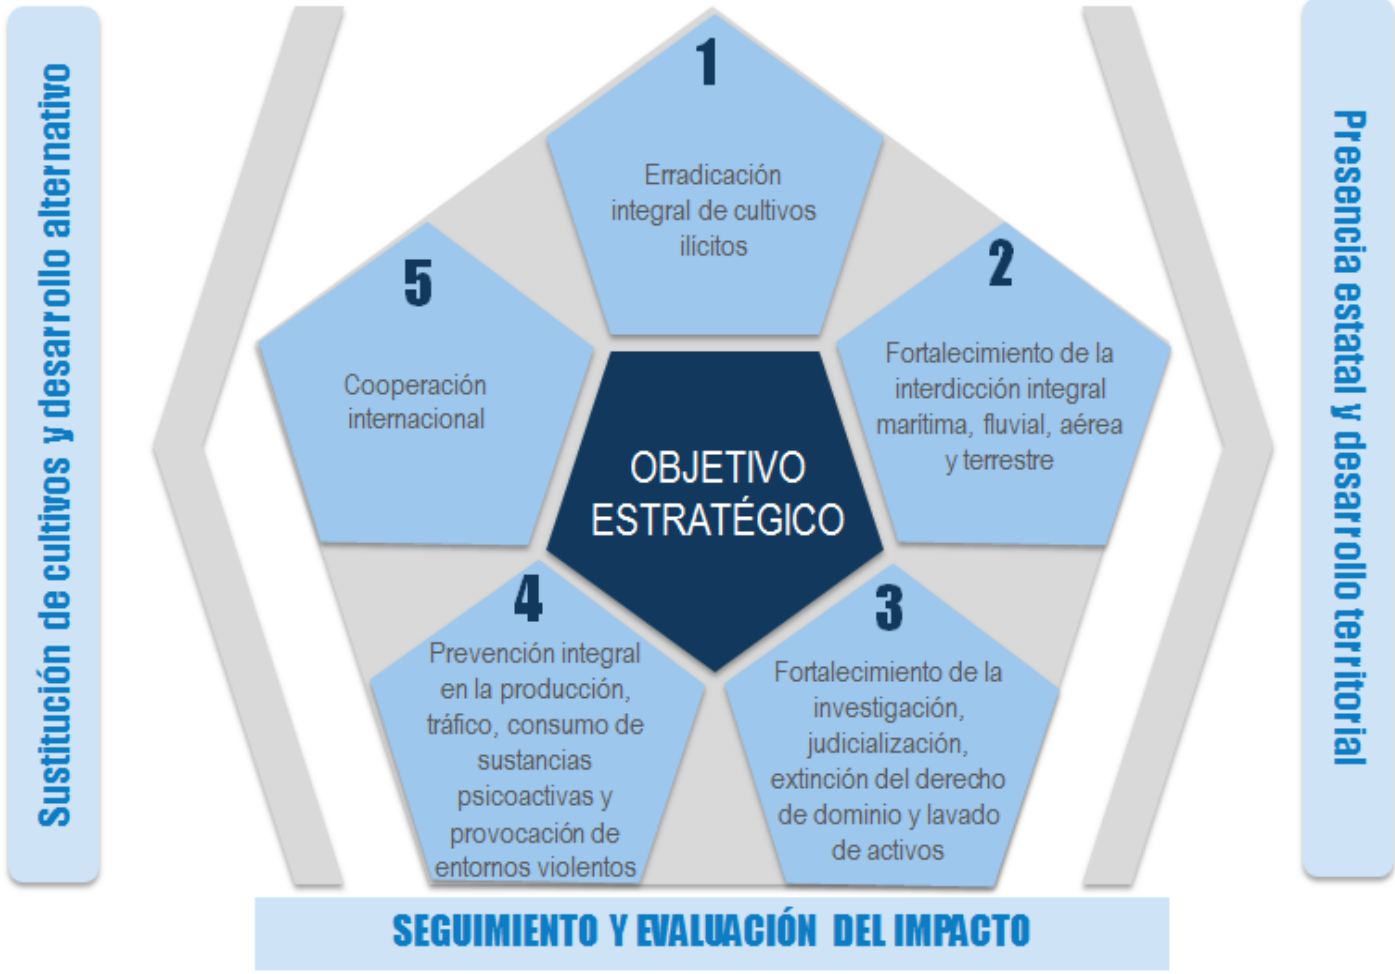 Sustitución de cultivos y desarrollo alternativo
1
Erradicación
integral de cultivos
ilícitos
2
Fortalecimiento de la
interdicción integral
marítima, fluvial, aérea
y terrestre
3
Fortalecimiento de la
investigación,
judicialización,
extinción del derecho
de dominio y lavado
de activos
4
Prevención integral
en la producción,
tráfico, consumo de
sustancias
psicoactivas y
provocación de
entornos violentos
5
Cooperación
internacional
OBJETIVO
ESTRATÉGICO
Presencia estatal y desarrollo territorial
SEGUIMIENTO Y EVALUACIÓN DEL IMPACTO